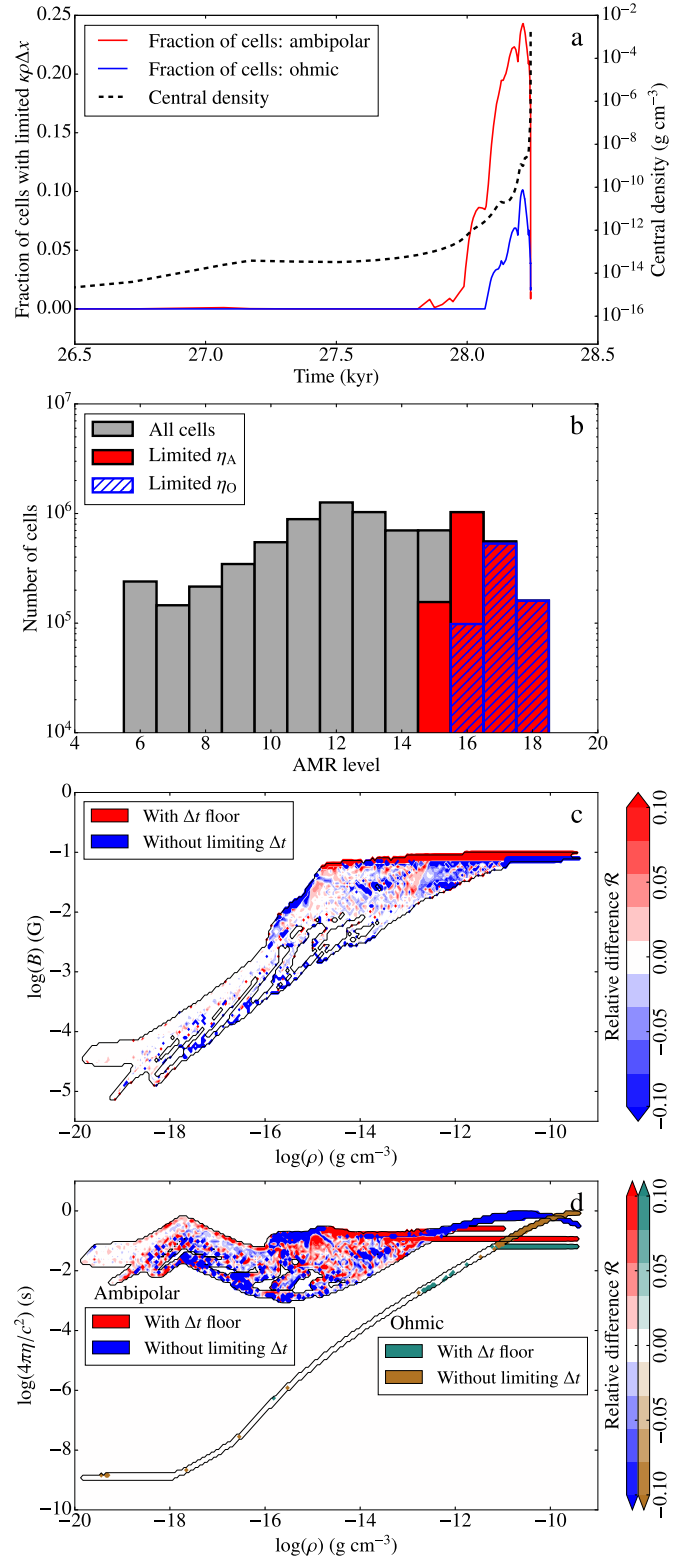 a
Fraction of cells: ambipolar
Fraction of cells: ohmic
Central density
Fraction of cells with limited κρΔx
0.25
0.20
0.15
0.10
0.05
0.00
10⁻²
10⁻⁴
10⁻⁶
10⁻⁸
10⁻¹⁰
10⁻¹²
10⁻¹⁴
10⁻¹⁶
Central density (g cm⁻³)
26.5 27.0 27.5 28.0 28.5
Time (kyr)
b
All cells
Limited η_A
Limited η_O
Number of cells
10⁷
10⁶
10⁵
10⁴
4 6 8 10 12 14 16 18 20
AMR level
c
With Δt floor
Without limiting Δt
log(B) (G)
0
−1
−2
−3
−4
−5
−20 −18 −16 −14 −12 −10
log(ρ) (g cm⁻³)
Relative difference ℛ
0.10
0.05
0.00
−0.05
−0.10
d
Ambipolar
With Δt floor
Without limiting Δt
Ohmic
With Δt floor
Without limiting Δt
log(4πη/c²) (s)
0
−2
−4
−6
−8
−10
−20 −18 −16 −14 −12 −10
log(ρ) (g cm⁻³)
Relative difference ℛ
0.10
0.05
0.00
−0.05
−0.10